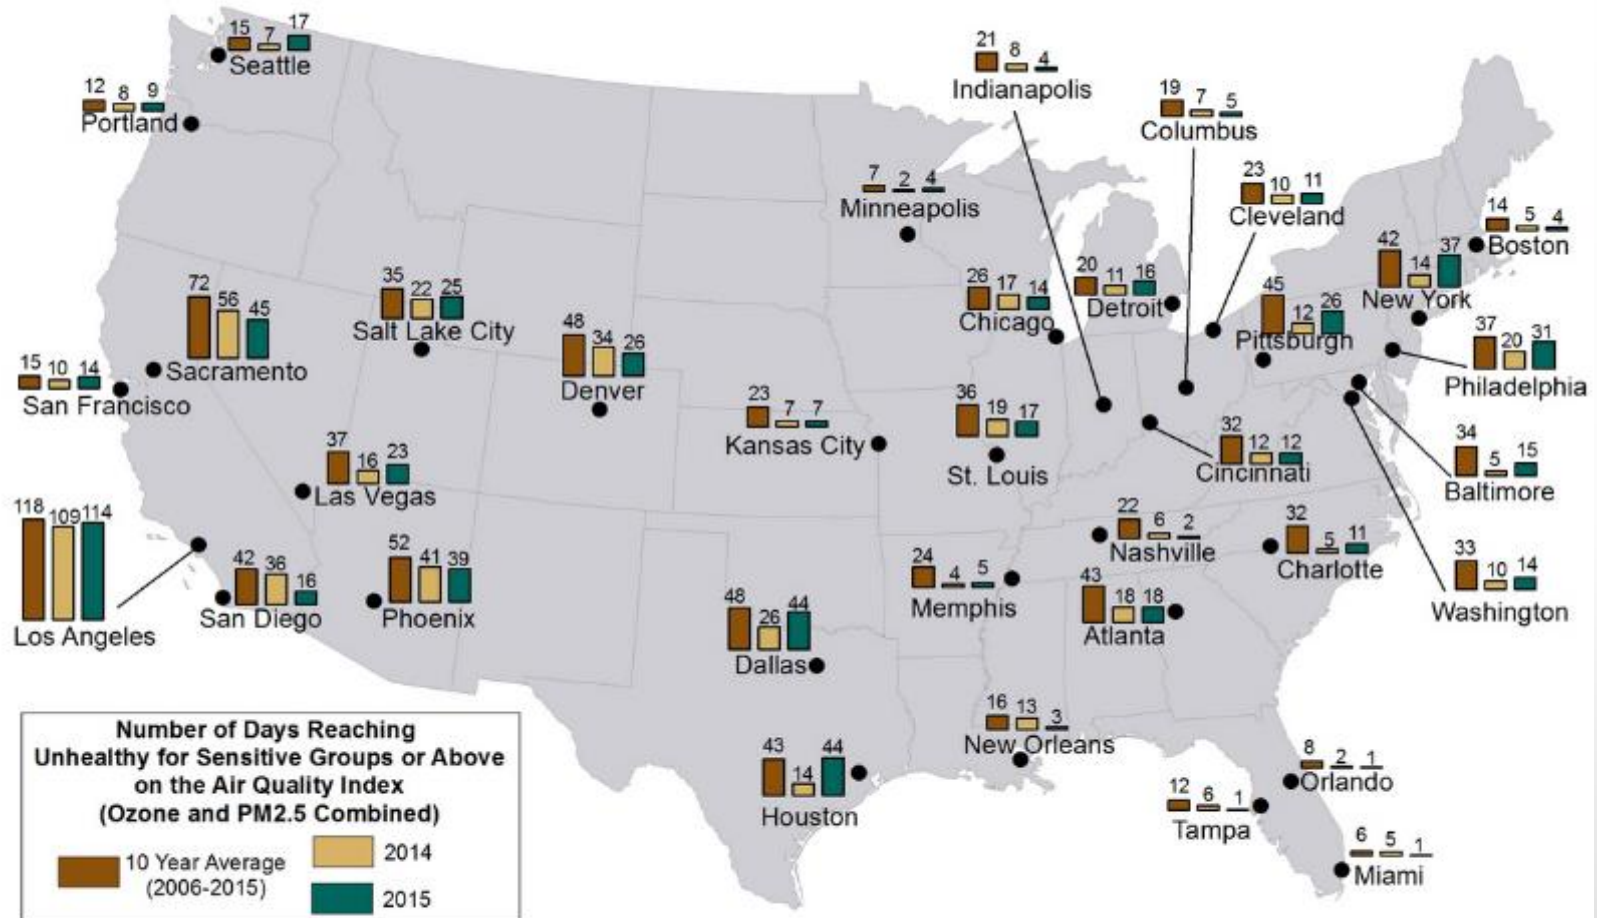 15 7 17
Seattle
12 8 9
Portland
21 8 4
Indianapolis
19 7 5
Columbus
7 2 4
Minneapolis
23 10 11
Cleveland
14 5 4
Boston
42 14 37
New York
72 56 45
Sacramento
35 22 25
Salt Lake City
48 34 26
Denver
26 17 14
Chicago
20 11 16
Detroit
45 12 26
Pittsburgh
37 20 31
Philadelphia
15 10 14
San Francisco
23 7 7
Kansas City
36 19 17
St. Louis
32 12 12
Cincinnati
34 5 15
Baltimore
37 16 23
Las Vegas
118 109 114
Los Angeles
42 36 16
San Diego
52 41 39
Phoenix
48 26 44
Dallas
24 4 5
Memphis
22 6 2
Nashville
32 5 11
Charlotte
33 10 14
Washington
43 18 18
Atlanta
16 13 3
New Orleans
43 14 44
Houston
8 2 1
Orlando
12 6 1
Tampa
6 5 1
Miami
Number of Days Reaching
Unhealthy for Sensitive Groups or Above
on the Air Quality Index
(Ozone and PM2.5 Combined)
10 Year Average
(2006-2015)
2014
2015